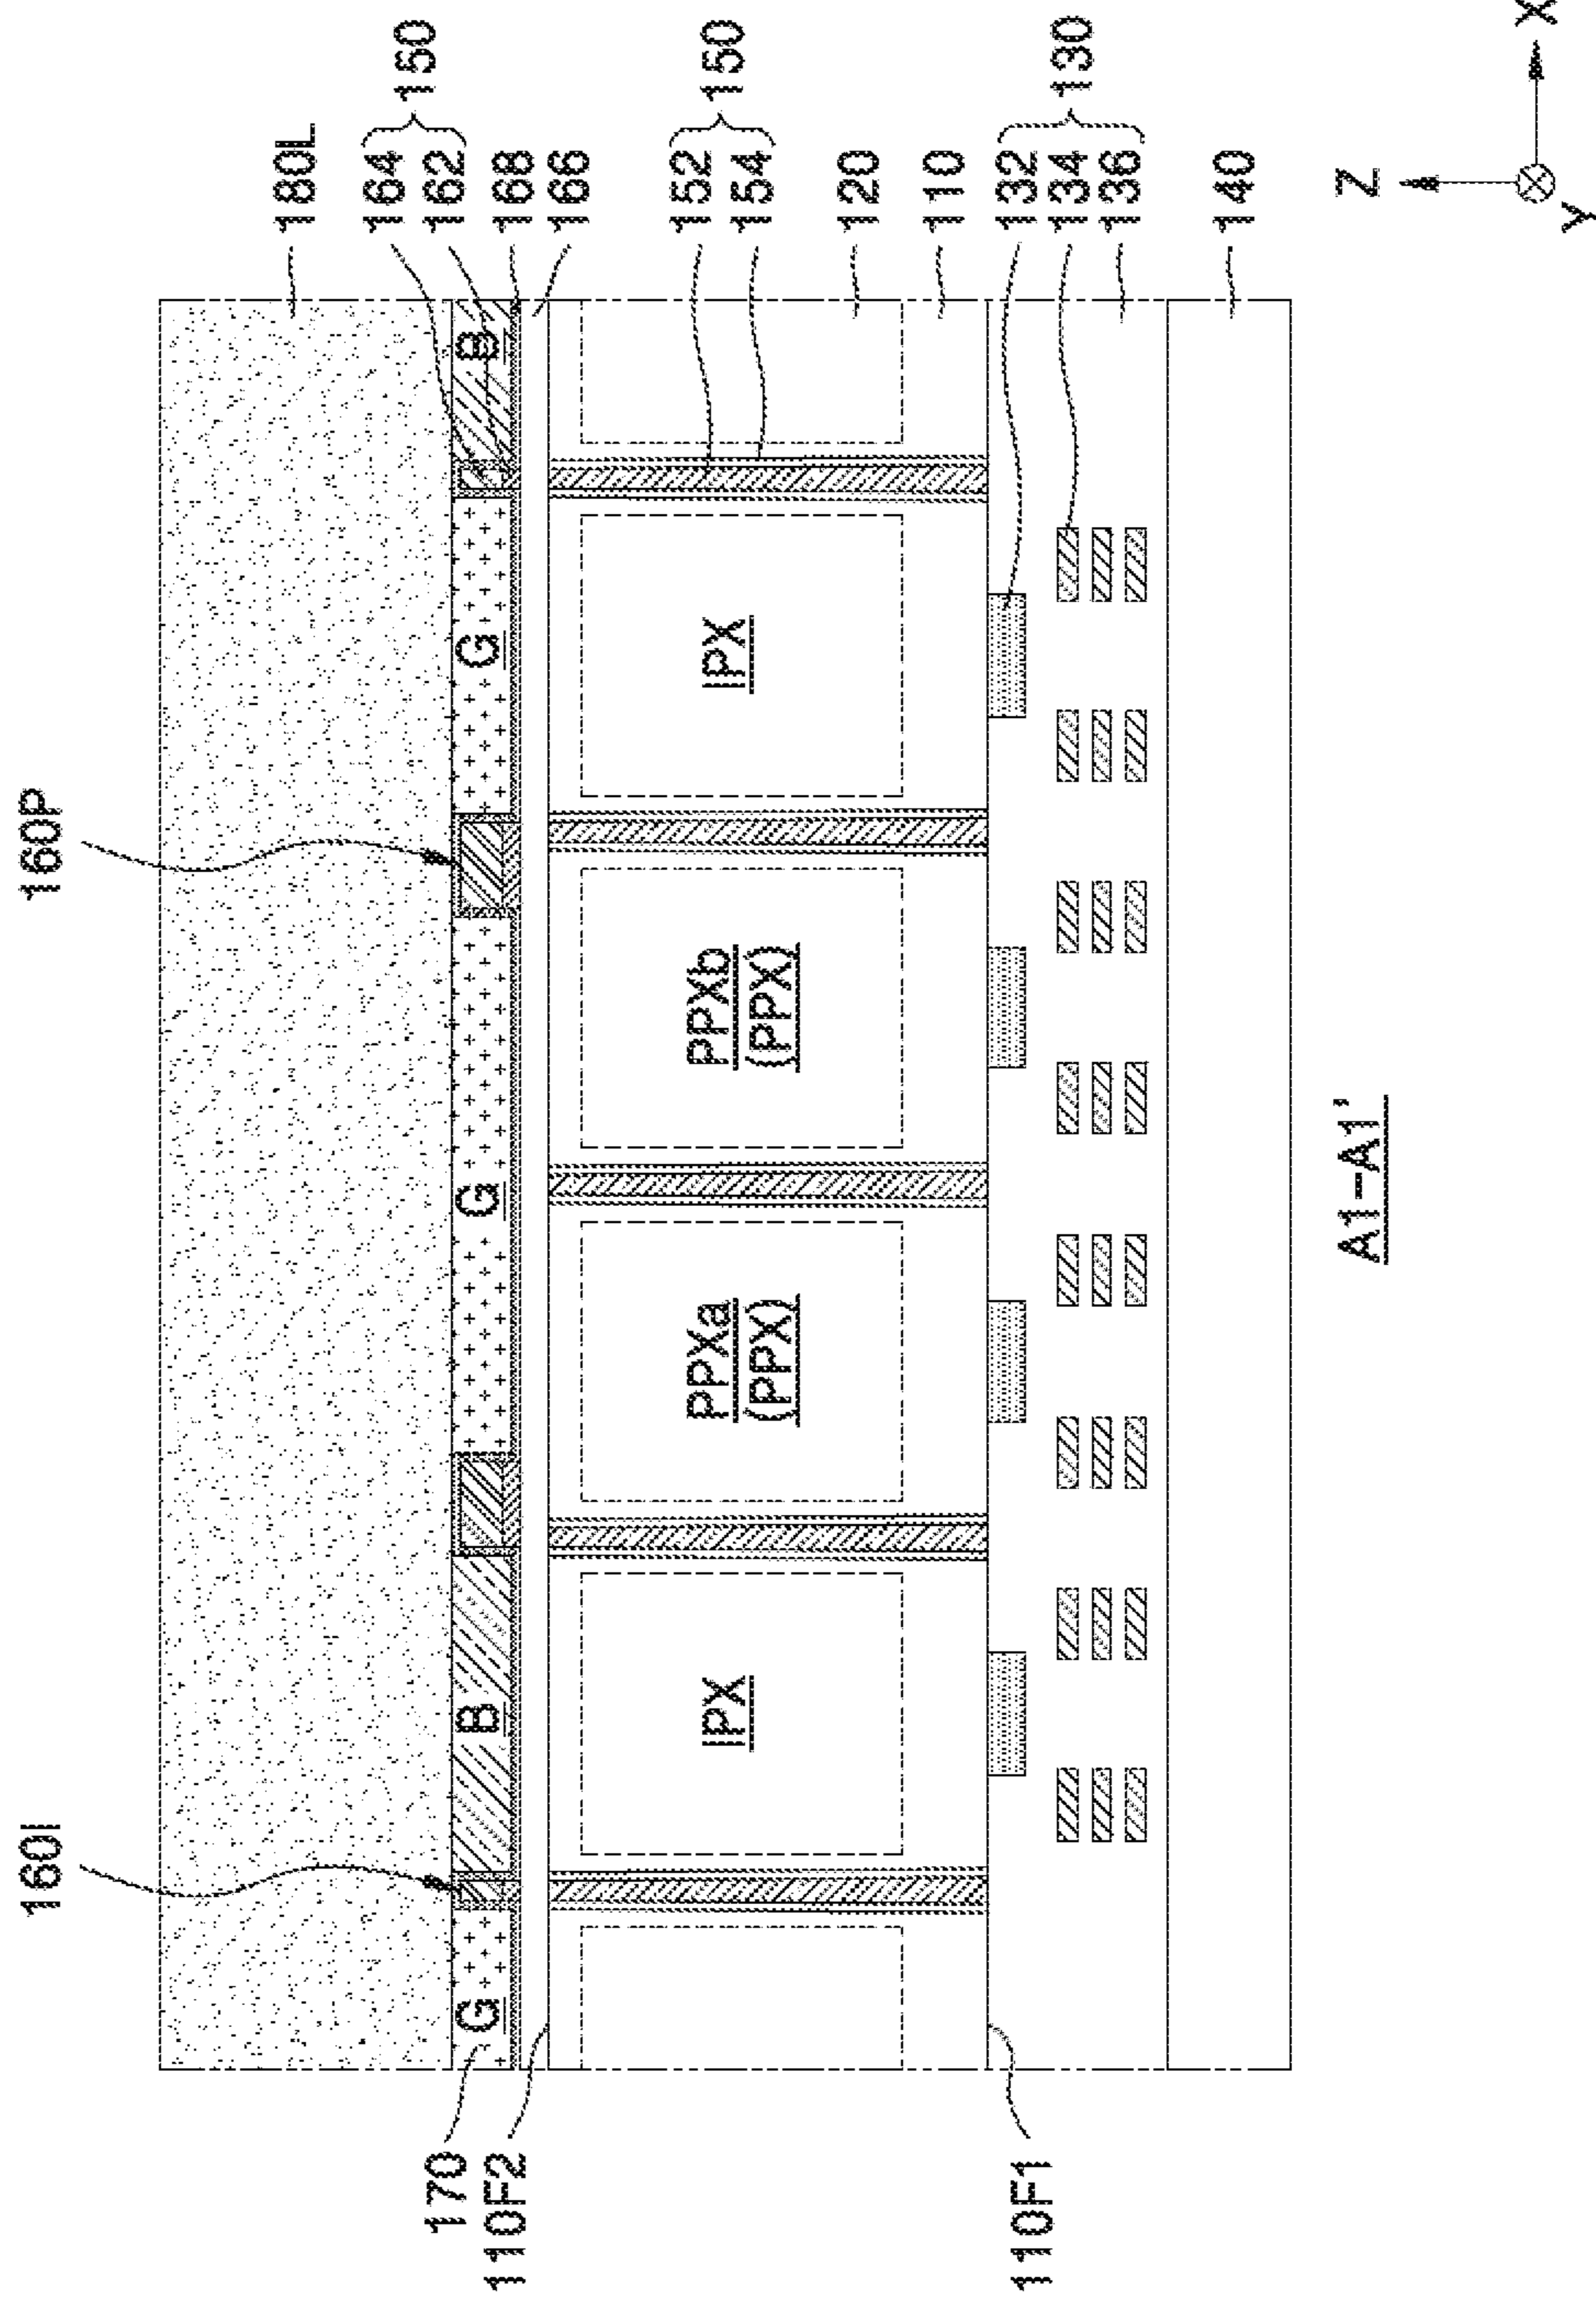 160I
160P
180L
164
150
162
168
166
170
110F2
G
B
G
G
B
152
150
154
IPX
PPXa
(PPX)
PPXb
(PPX)
IPX
120
110
110F1
132
134
130
136
140
A1-A1'
Z
X
Y